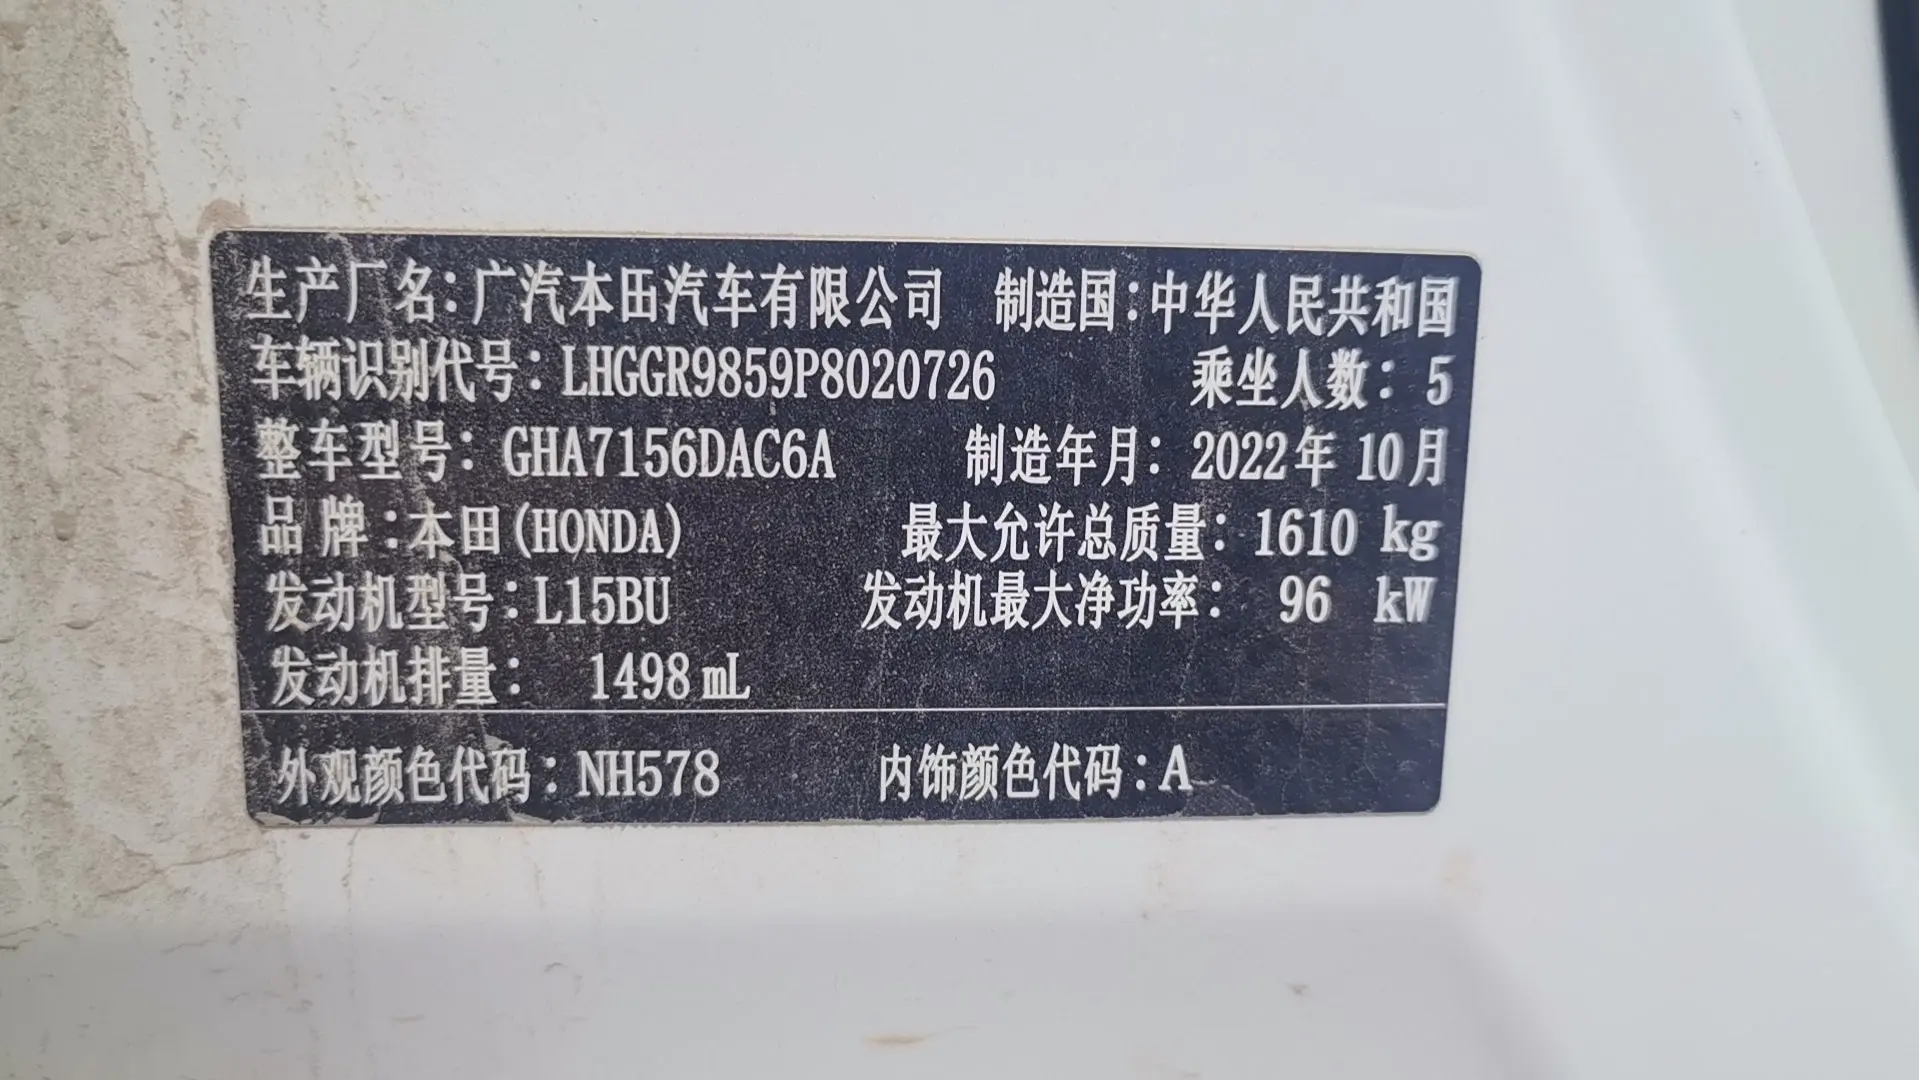 生产厂名:广汽本田汽车有限公司 制造国:中华人民共和国
车辆识别代号:LHGGR9859P8020726 乘坐人数:5
整车型号:GHA7156DAC6A 制造年月:2022年10月
品牌:本田(HONDA) 最大允许总质量:1610 kg
发动机型号:L15BU 发动机最大净功率:96 kW
发动机排量:1498mL
外观颜色代码:NH578 内饰颜色代码:A